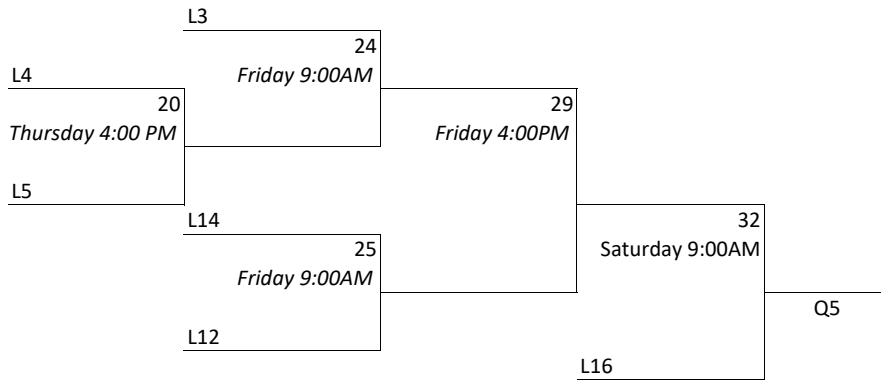 L3
24
Friday 9:00AM
L4
20
Thursday 4:00 PM
29
Friday 4:00PM
L5
L14
25
Friday 9:00AM
32
Saturday 9:00AM
Q5
L12
L16